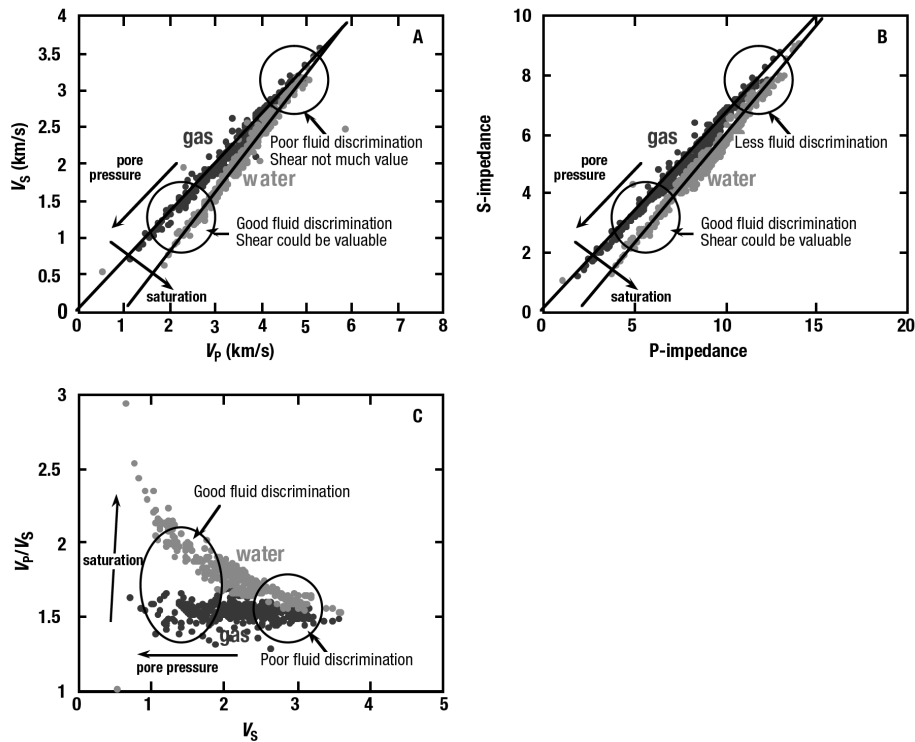 A
4
3.5
3
2.5
2
1.5
1
0.5
0
V_S (km/s)
gas
water
Poor fluid discrimination
Shear not much value
pore
pressure
Good fluid discrimination
Shear could be valuable
saturation
0 1 2 3 4 5 6 7 8
V_P (km/s)
B
10
8
6
4
2
0
S-impedance
gas
water
Less fluid discrimination
pore
pressure
Good fluid discrimination
Shear could be valuable
saturation
0 5 10 15 20
P-impedance
C
3
2.5
2
1.5
1
V_P/V_S
Good fluid discrimination
water
saturation
gas
pore pressure
Poor fluid discrimination
0 1 2 3 4 5
V_S